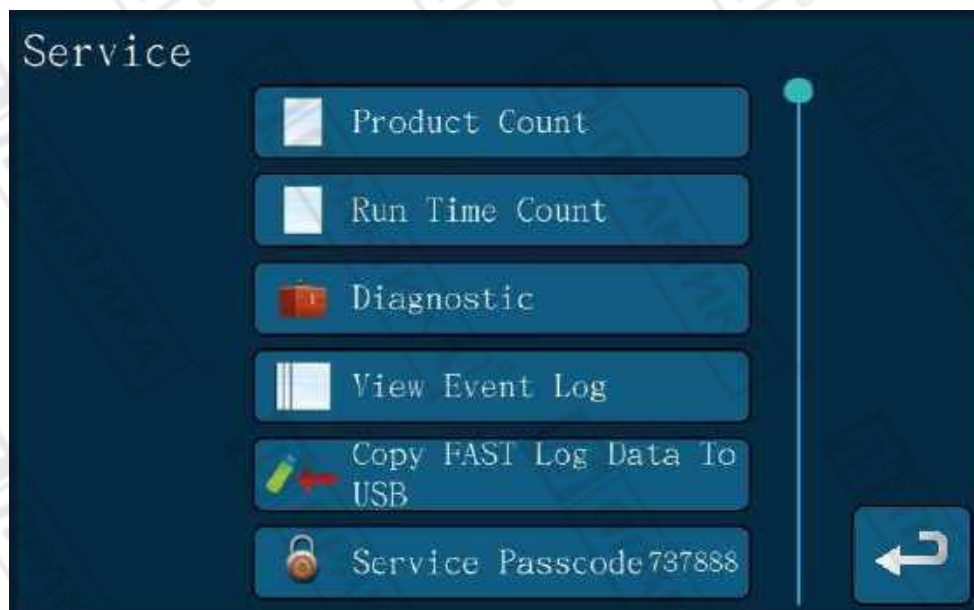 Service
Product Count
Run Time Count
Diagnostic
View Event Log
Copy FAST Log Data To
USB
Service Passcode 737888
ПРАКТИКА